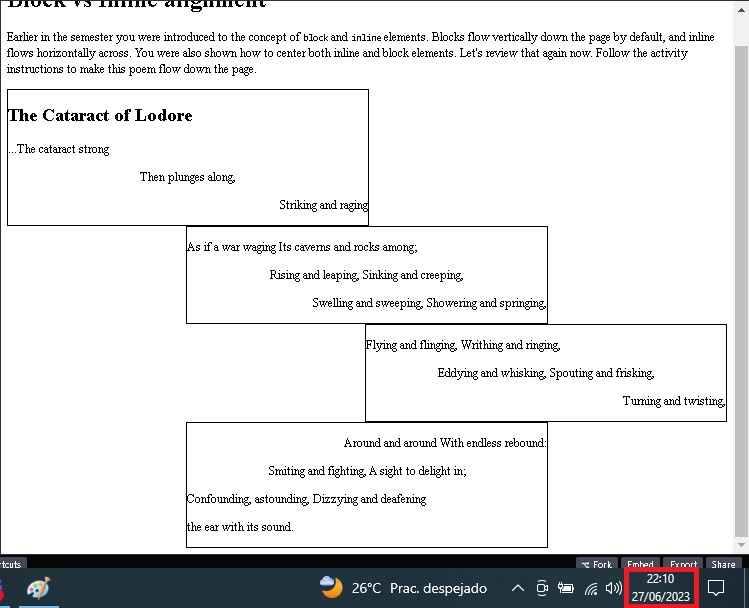 Block vs Inline alignment
Earlier in the semester you were introduced to the concept of block and inline elements. Blocks flow vertically down the page by default, and inline
flows horizontally across. You were also shown how to center both inline and block elements. Let's review that again now. Follow the activity
instructions to make this poem flow down the page.
The Cataract of Lodore
...The cataract strong
Then plunges along,
Striking and raging
As if a war waging Its caverns and rocks among;
Rising and leaping, Sinking and creeping,
Swelling and sweeping, Showering and springing,
Flying and flinging, Writhing and ringing,
Eddying and whisking, Spouting and frisking,
Turning and twisting,
Around and around With endless rebound:
Smiting and fighting, A sight to delight in;
Confounding, astounding, Dizzying and deafening
the ear with its sound.
rtcuts
Fork Embed Export Share
26°C Prac. despejado
22:10
27/06/2023